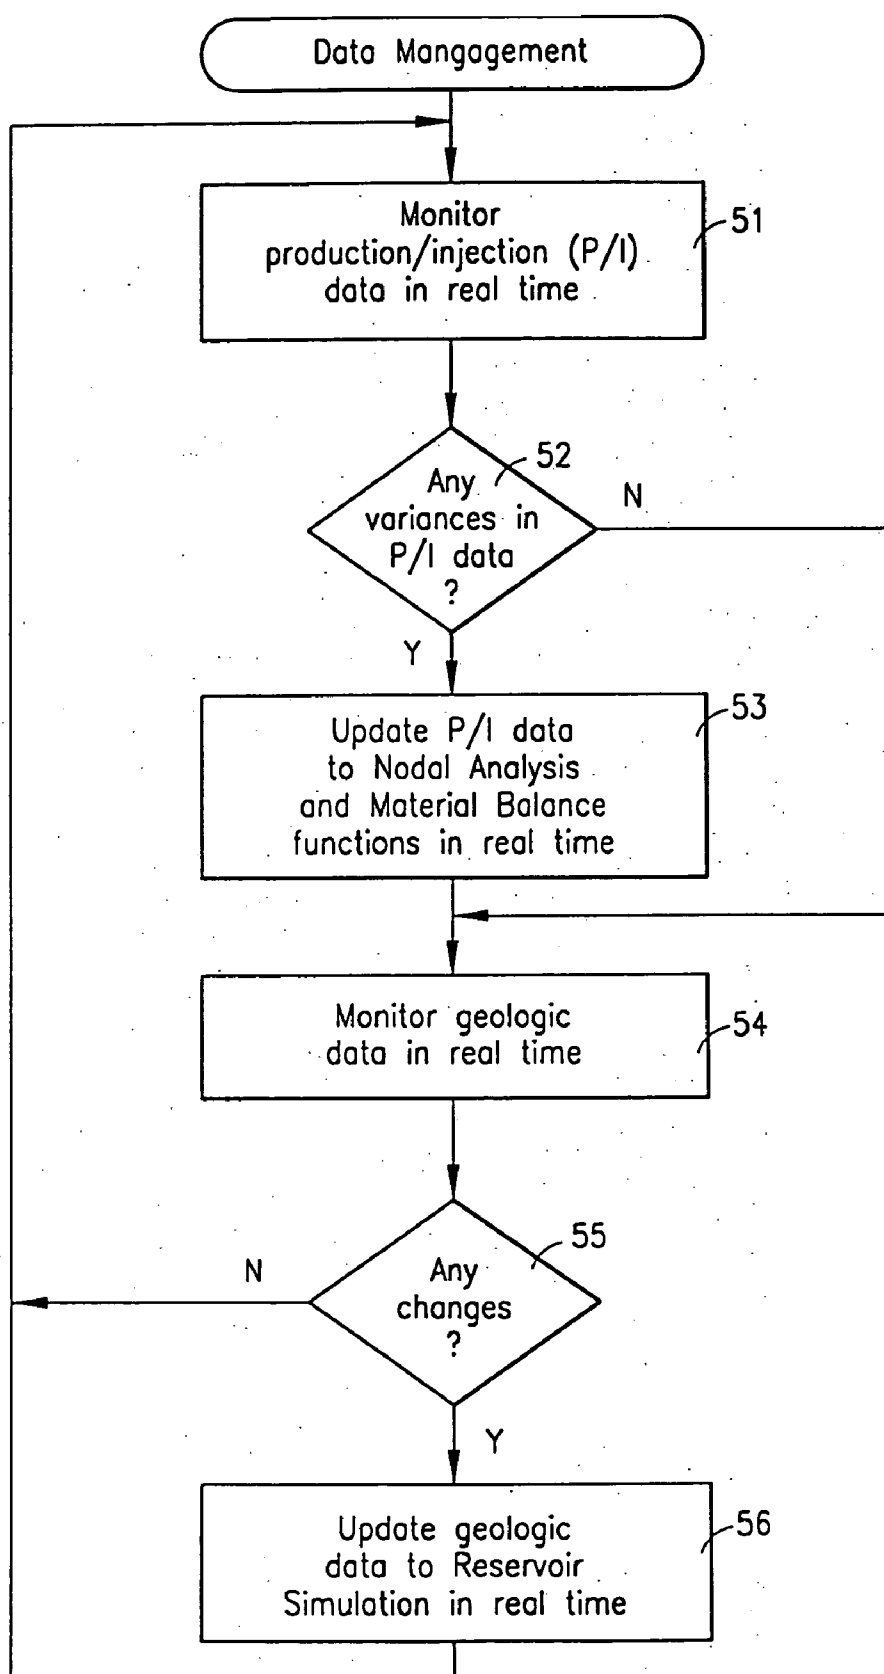 Data Mangagement
Monitor
production/injection (P/I)
data in real time
51
Any
variances in
P/I data
?
52
N
Y
Update P/I data
to Nodal Analysis
and Material Balance
functions in real time
53
Monitor geologic
data in real time
54
Any
changes
?
55
N
Y
Update geologic
data to Reservoir
Simulation in real time
56